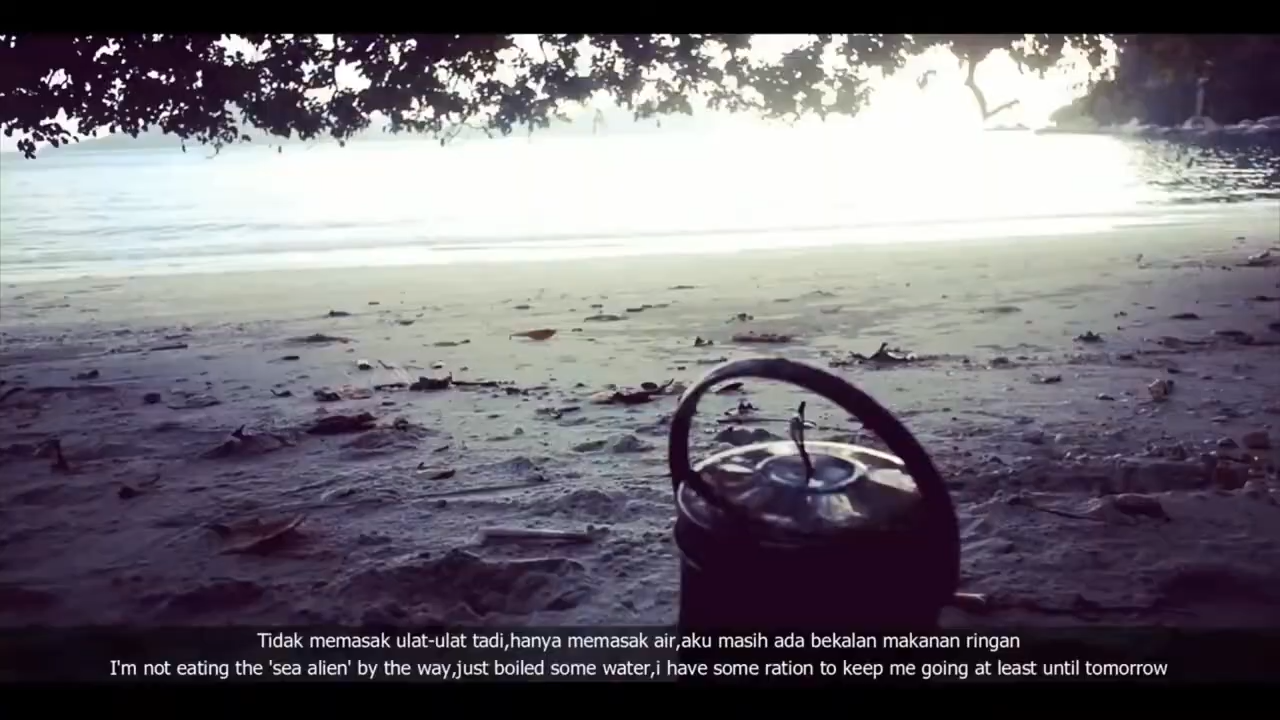 Tidak memasak ulat-ulat tadi,hanya memasak air,aku masih ada bekalan makanan ringan
I'm not eating the 'sea alien' by the way,just boiled some water,i have some ration to keep me going at least until tomorrow